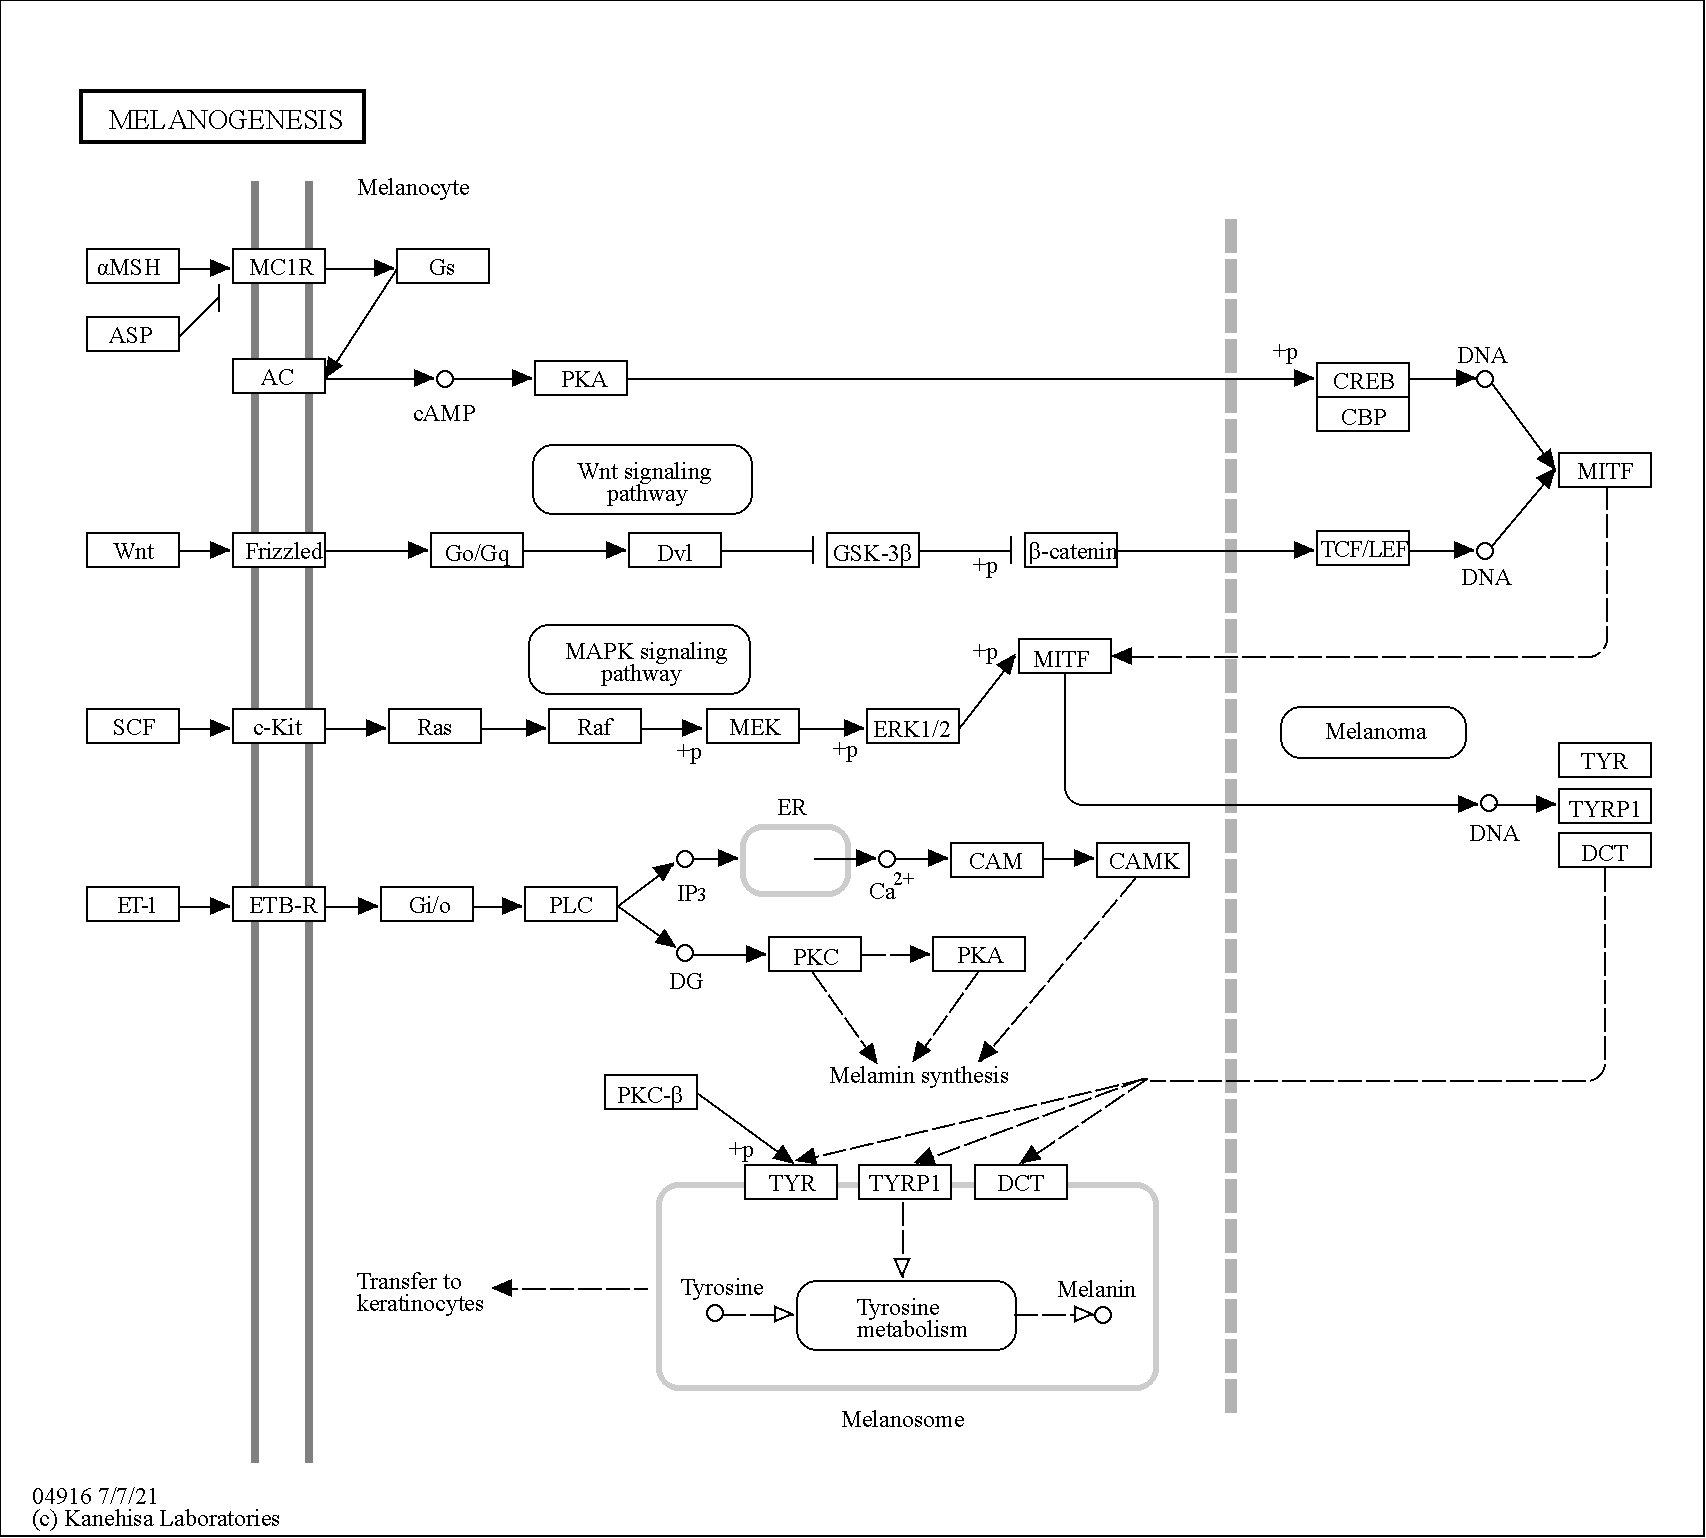 MELANOGENESIS
Melanocyte
αMSH
MC1R
Gs
ASP
AC
cAMP
PKA
+p
CREB
CBP
DNA
MITF
Wnt signaling
pathway
Wnt
Frizzled
Go/Gq
Dvl
GSK-3β
+p
β-catenin
TCF/LEF
DNA
MAPK signaling
pathway
+p
MITF
SCF
c-Kit
Ras
Raf
+p
MEK
+p
ERK1/2
Melanoma
TYR
TYRP1
DCT
DNA
ER
IP3
Ca2+
CAM
CAMK
ET-1
ETB-R
Gi/o
PLC
DG
PKC
PKA
Melamin synthesis
PKC-β
+p
TYR
TYRP1
DCT
Transfer to
keratinocytes
Tyrosine
Tyrosine
metabolism
Melanin
Melanosome
04916 7/7/21
(c) Kanehisa Laboratories